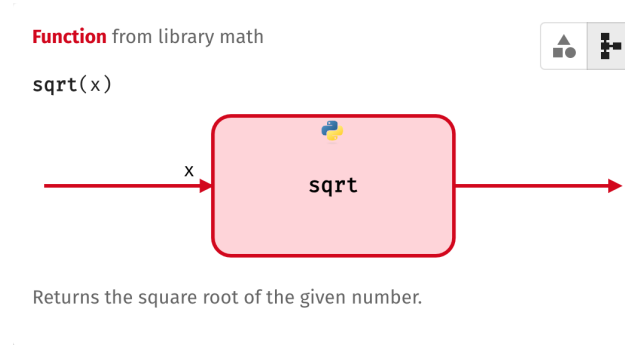 Function from library math
sqrt(x)
x
sqrt
Returns the square root of the given number.